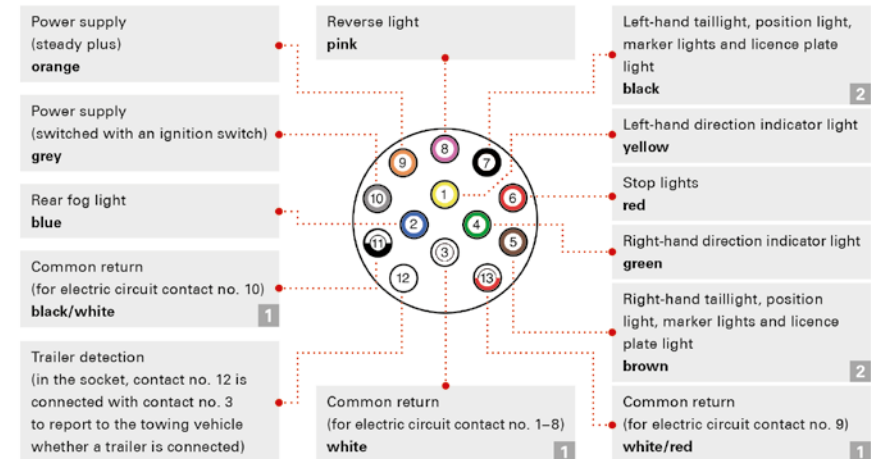 Power supply
(steady plus)
orange
Reverse light
pink
Left-hand taillight, position light,
marker lights and licence plate
light
black
2
Power supply
(switched with an ignition switch)
grey
Left-hand direction indicator light
yellow
Rear fog light
blue
Stop lights
red
Right-hand direction indicator light
green
Common return
(for electric circuit contact no. 10)
black/white
1
Right-hand taillight, position
light, marker lights and licence
plate light
brown
2
Trailer detection
(in the socket, contact no. 12 is
connected with contact no. 3
to report to the towing vehicle
whether a trailer is connected)
Common return
(for electric circuit contact no. 1–8)
white
1
Common return
(for electric circuit contact no. 9)
white/red
1
8
9
7
10
1
6
2
4
11
3
5
12
13